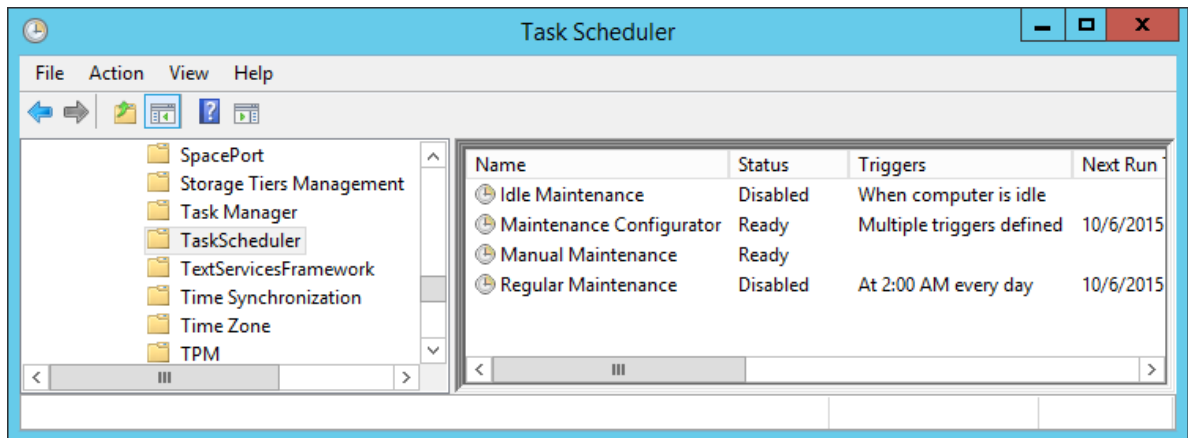 Task Scheduler
File Action View Help
SpacePort
Storage Tiers Management
Task Manager
TaskScheduler
TextServicesFramework
Time Synchronization
Time Zone
TPM
Name Status Triggers Next Run
Idle Maintenance Disabled When computer is idle
Maintenance Configurator Ready Multiple triggers defined 10/6/2015
Manual Maintenance Ready
Regular Maintenance Disabled At 2:00 AM every day 10/6/2015